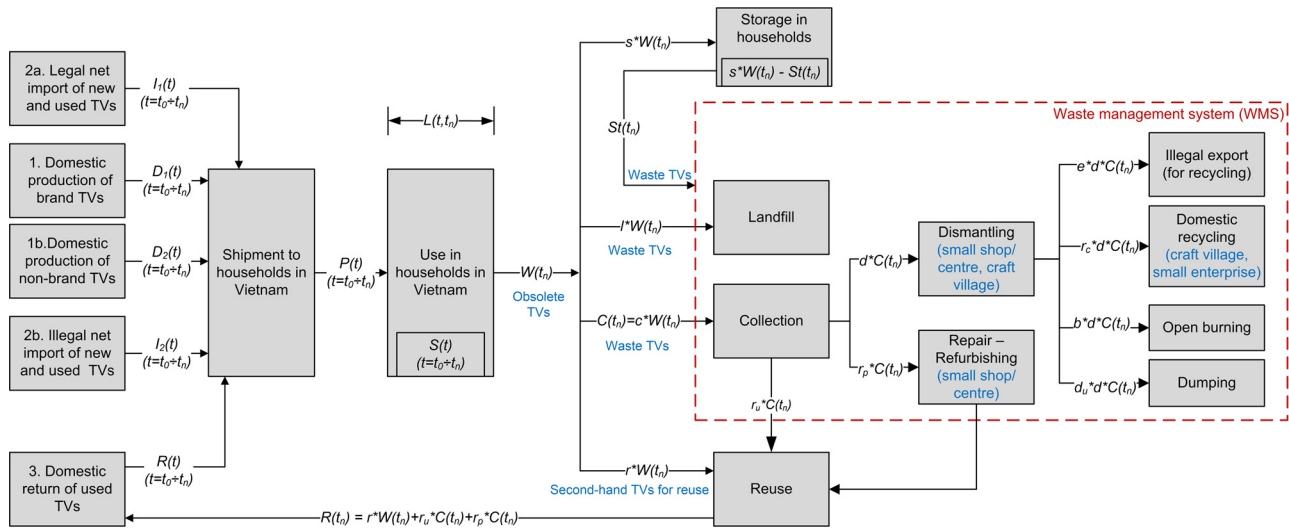 2a. Legal net
import of new
and used TVs
I₁(t)
(t=t₀÷tₙ)
1. Domestic
production of
brand TVs
D₁(t)
(t=t₀÷tₙ)
1b.Domestic
production of
non-brand TVs
D₂(t)
(t=t₀÷tₙ)
2b. Illegal net
import of new
and used TVs
I₂(t)
(t=t₀÷tₙ)
3. Domestic
return of used
TVs
R(t)
(t=t₀÷tₙ)
Shipment to
households in
Vietnam
P(t)
(t=t₀÷tₙ)
L(t,tₙ)
Use in
households in
Vietnam
S(t)
(t=t₀÷tₙ)
W(tₙ)
Obsolete
TVs
s*W(tₙ)
Storage in
households
s*W(tₙ) - St(tₙ)
St(tₙ)
Waste TVs
l*W(tₙ)
Waste TVs
C(tₙ)=c*W(tₙ)
Waste TVs
r*W(tₙ)
Second-hand TVs for reuse
Waste management system (WMS)
Landfill
Collection
rᵤ*C(tₙ)
Reuse
d*C(tₙ)
Dismantling
(small shop/
centre, craft
village)
rₚ*C(tₙ)
Repair –
Refurbishing
(small shop/
centre)
e*d*C(tₙ)
Illegal export
(for recycling)
r_c*d*C(tₙ)
Domestic
recycling
(craft village,
small enterprise)
b*d*C(tₙ)
Open burning
dᵤ*d*C(tₙ)
Dumping
R(tₙ) = r*W(tₙ)+rᵤ*C(tₙ)+rₚ*C(tₙ)